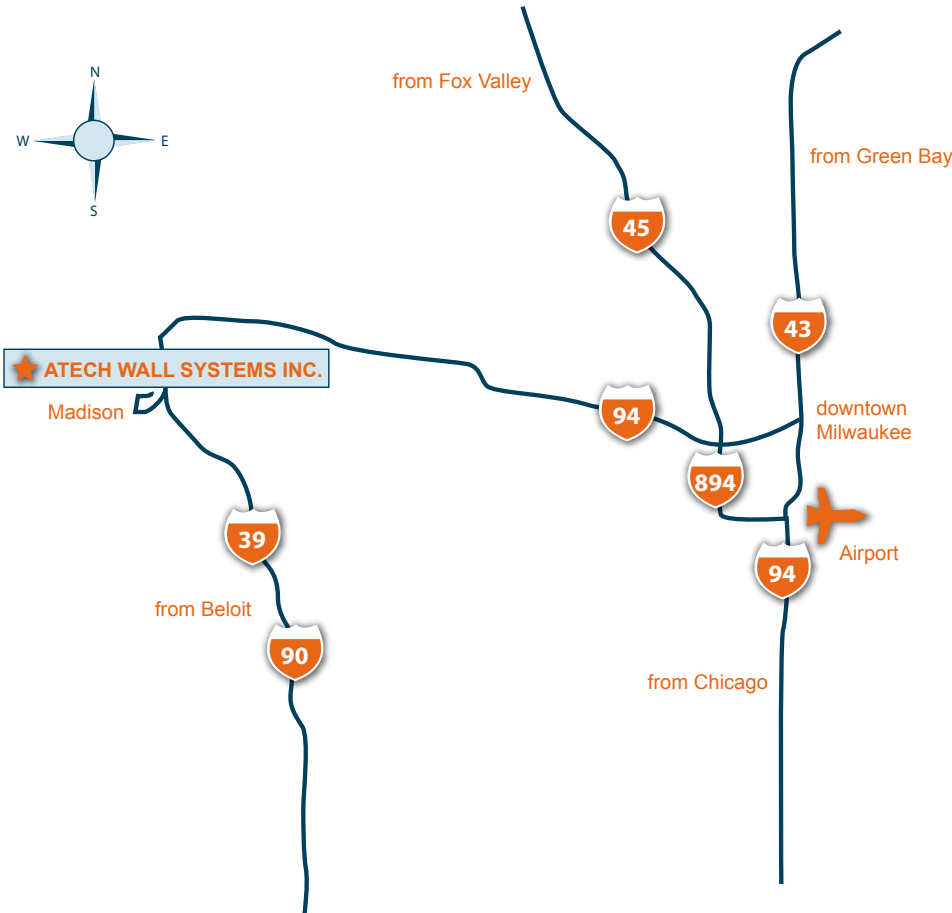 from Fox Valley
N
W
E
S
from Green Bay
45
43
ATECH WALL SYSTEMS INC.
Madison
94
downtown
Milwaukee
894
39
Airport
94
from Beloit
90
from Chicago